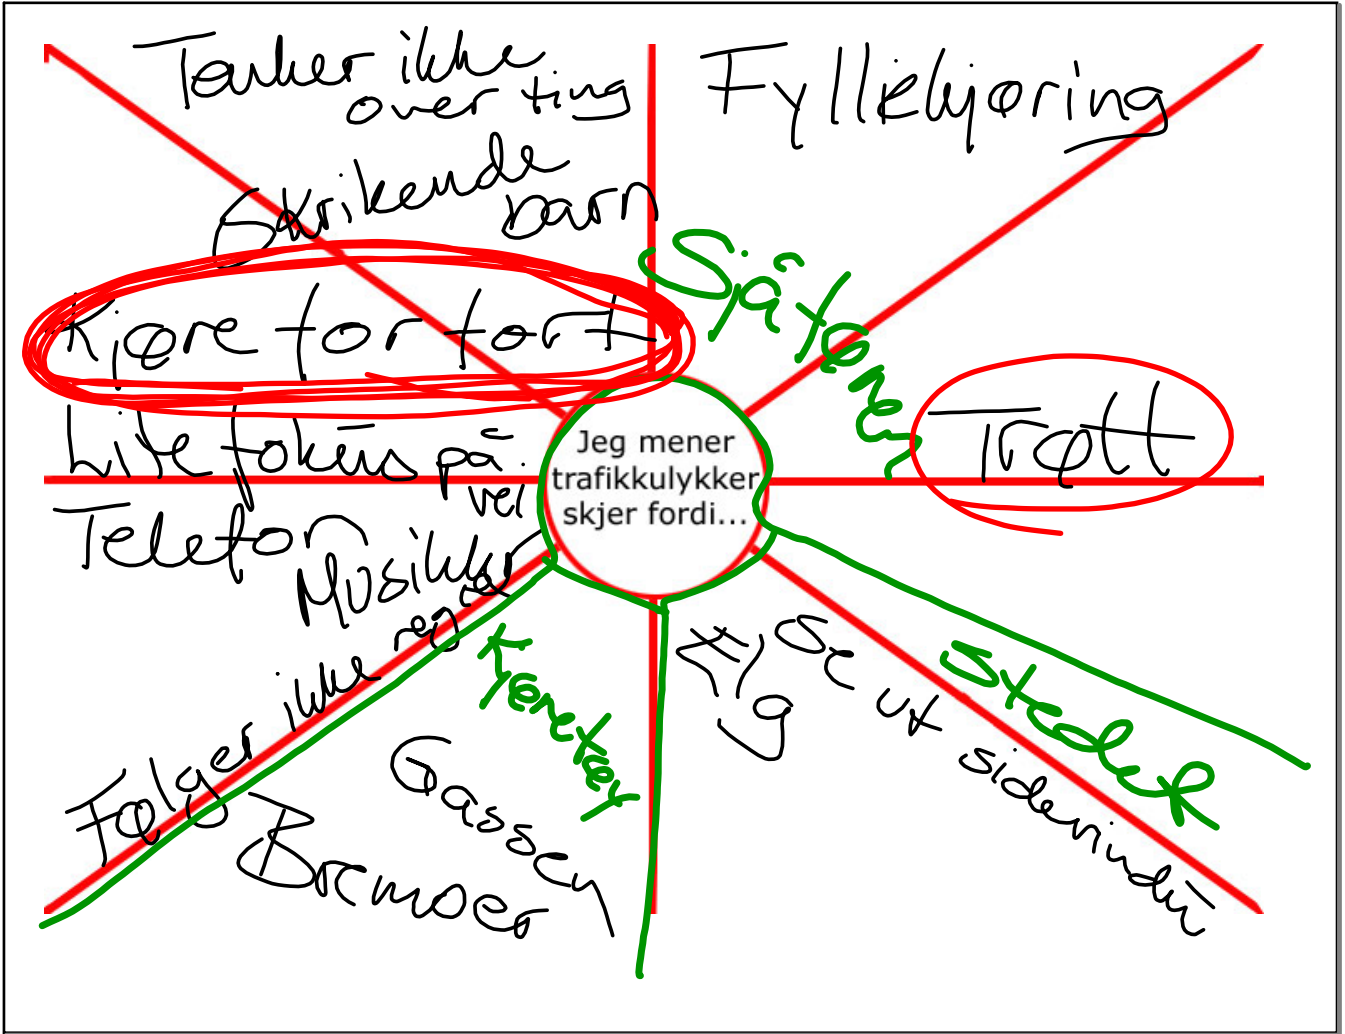 Tenker ikke
over ting
Fyllekjøring
Skrikende
barn
Sjåføren
Kjøre for fort
Trøtt
Lite fokus på
vei
Jeg mener
trafikkulykker
skjer fordi...
Telefon
Musikk
Følger ikke
Kjøretøy
Elg
Se ut
sidevindu
Stedet
Gassen
Bremser